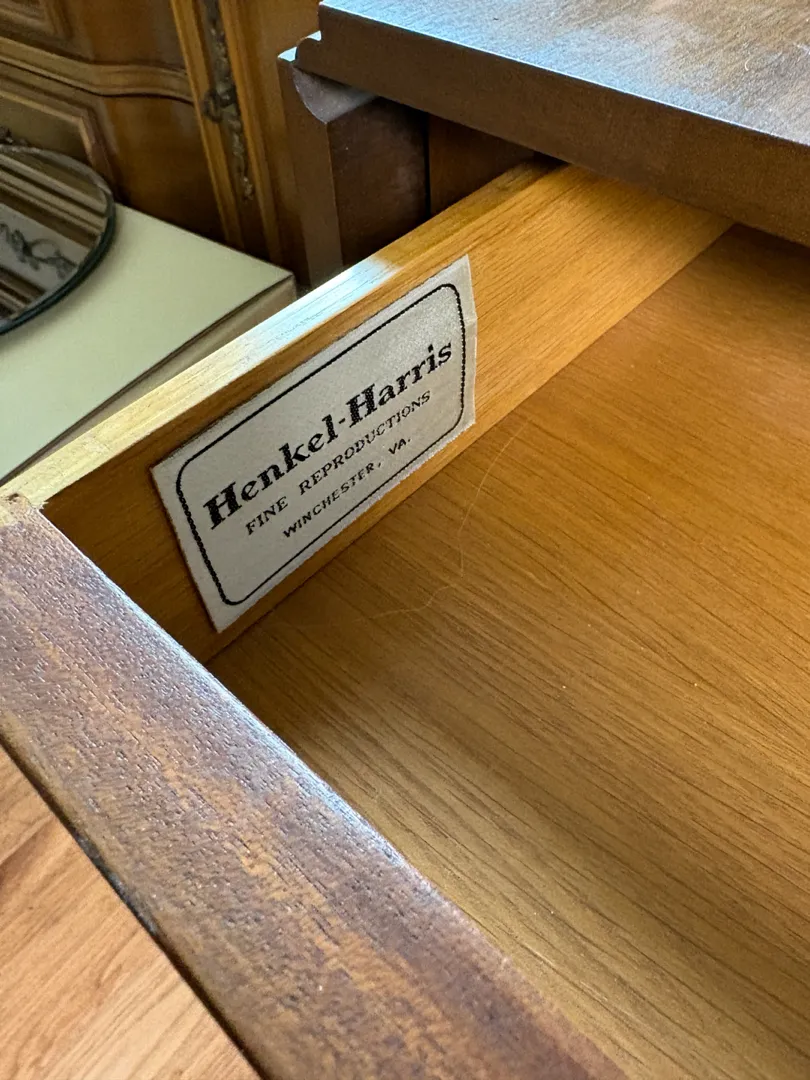 Henkel-Harris
FINE REPRODUCTIONS
WINCHESTER, VA.